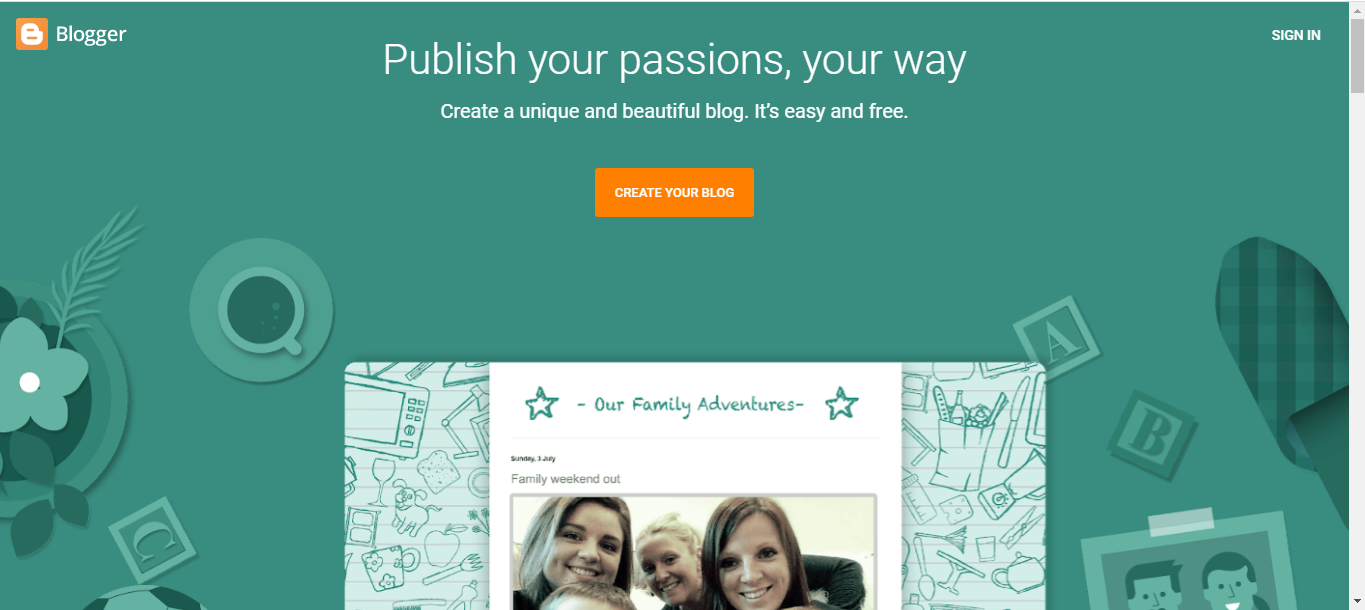 Blogger
SIGN IN
Publish your passions, your way
Create a unique and beautiful blog. It’s easy and free.
CREATE YOUR BLOG
- Our Family Adventures-
Sunday, 3 July
Family weekend out
A
B
C